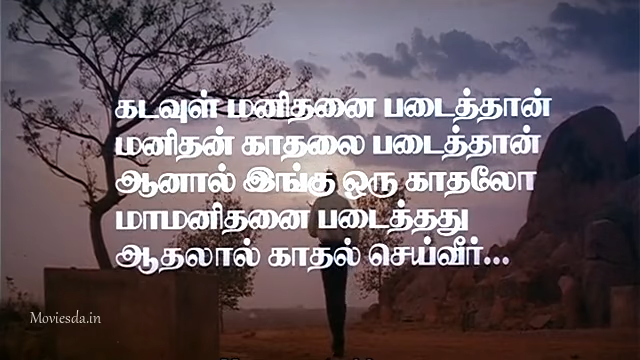 கடவுள் மனிதனை படைத்தான்
மனிதன் காதலை படைத்தான்
ஆனால் இங்கு ஒரு காதலோ
மாமனிதனை படைத்தது
ஆதலால் காதல் செய்வீர்...
Moviesda.in